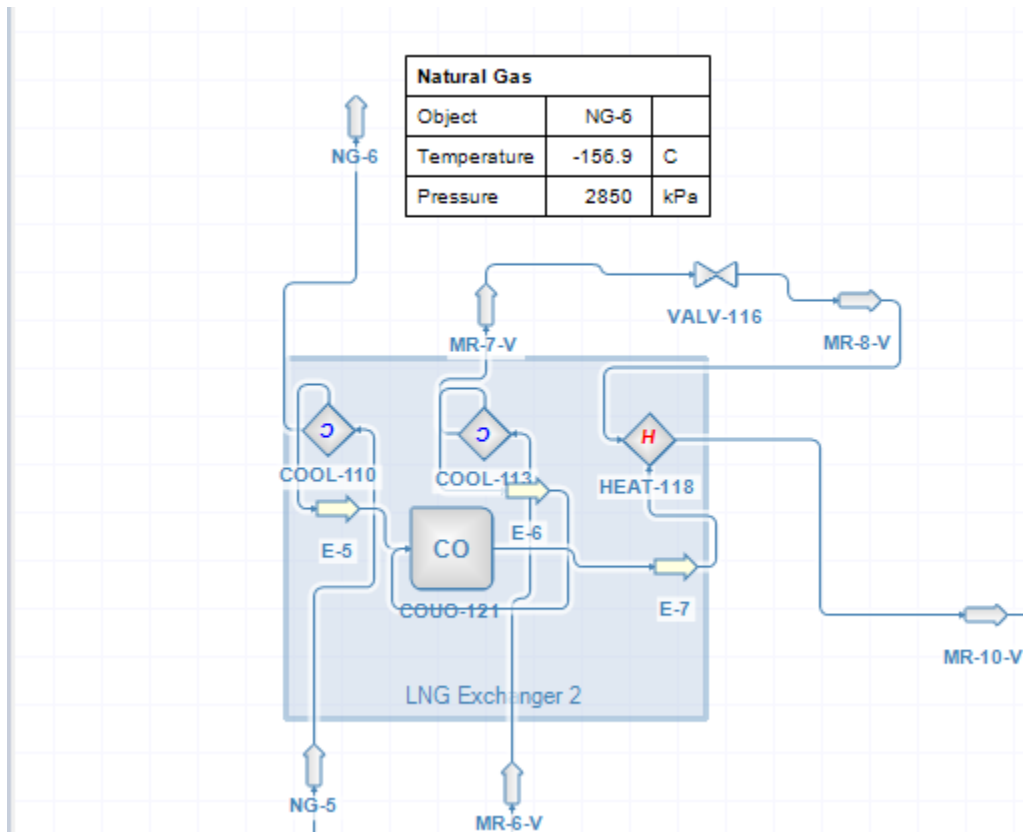 Natural Gas
Object NG-6
Temperature -156.9 C
Pressure 2850 kPa
NG-6
VALV-116
MR-7-V
MR-8-V
C
C
H
COOL-110
COOL-113
HEAT-118
E-6
E-5
CO
COUO-121
E-7
MR-10-V
LNG Exchanger 2
NG-5
MR-6-V